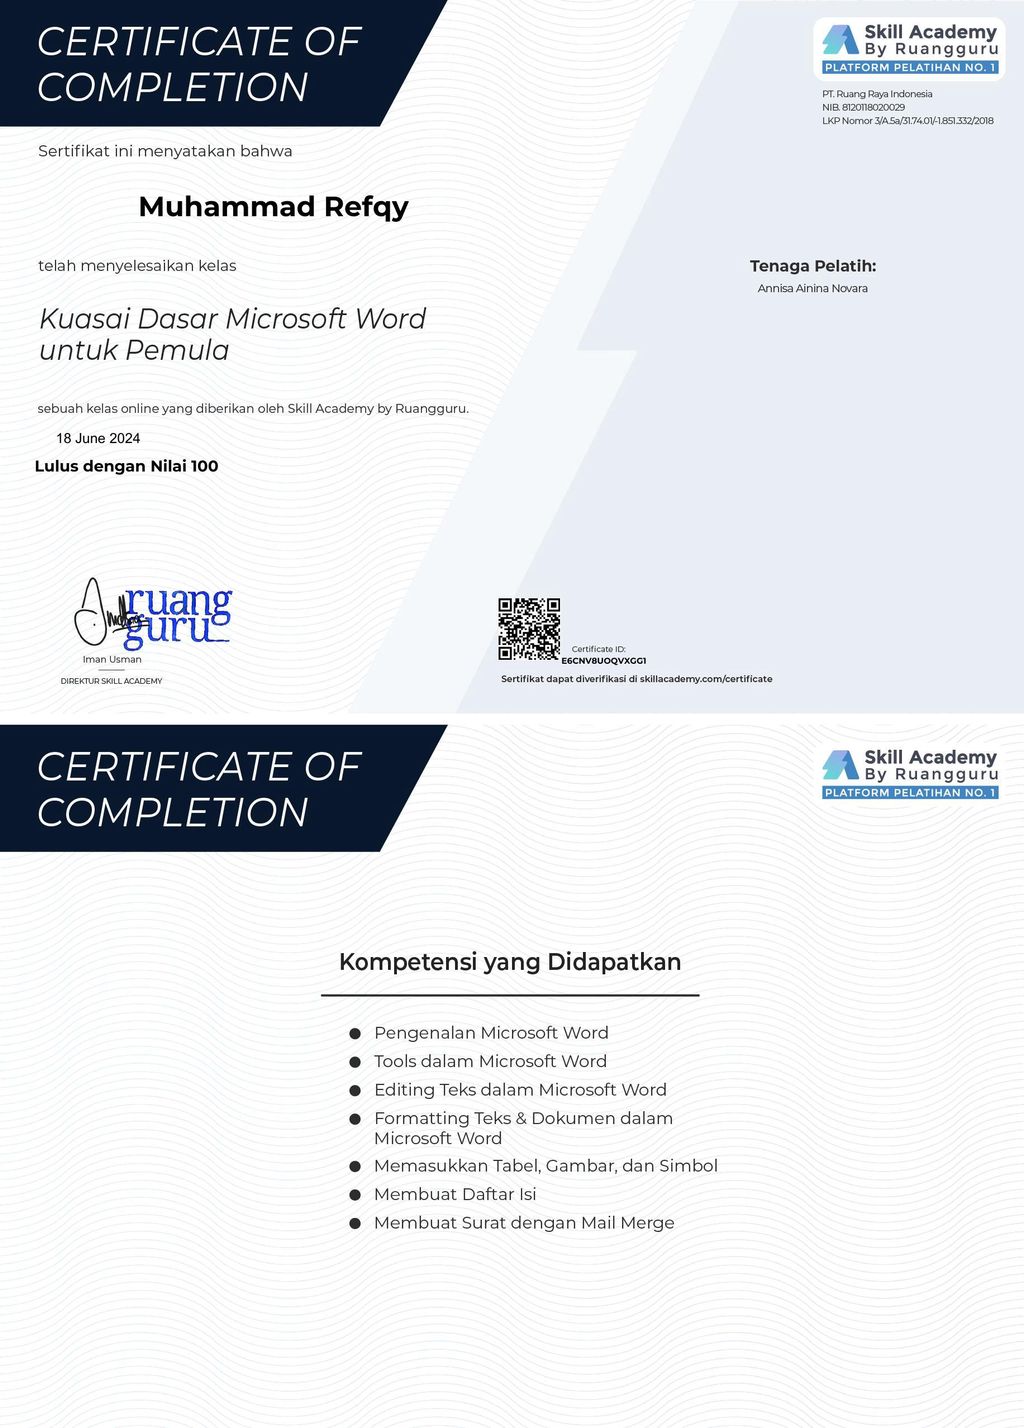 CERTIFICATE OF
COMPLETION
Skill Academy
By Ruangguru
PLATFORM PELATIHAN NO. 1
PT. Ruang Raya Indonesia
NIB. 8120118020029
LKP Nomor 3/A.5a/31.74.01/-1.851.332/2018
Sertifikat ini menyatakan bahwa
Muhammad Refqy
telah menyelesaikan kelas
Tenaga Pelatih:
Annisa Ainina Novara
Kuasai Dasar Microsoft Word
untuk Pemula
sebuah kelas online yang diberikan oleh Skill Academy by Ruangguru.
18 June 2024
Lulus dengan Nilai 100
ruang
guru
Iman Usman
DIREKTUR SKILL ACADEMY
Certificate ID:
E6CNV8UOQVXGG1
Sertifikat dapat diverifikasi di skillacademy.com/certificate
CERTIFICATE OF
COMPLETION
Skill Academy
By Ruangguru
PLATFORM PELATIHAN NO. 1
Kompetensi yang Didapatkan
● Pengenalan Microsoft Word
● Tools dalam Microsoft Word
● Editing Teks dalam Microsoft Word
● Formatting Teks & Dokumen dalam
Microsoft Word
● Memasukkan Tabel, Gambar, dan Simbol
● Membuat Daftar Isi
● Membuat Surat dengan Mail Merge